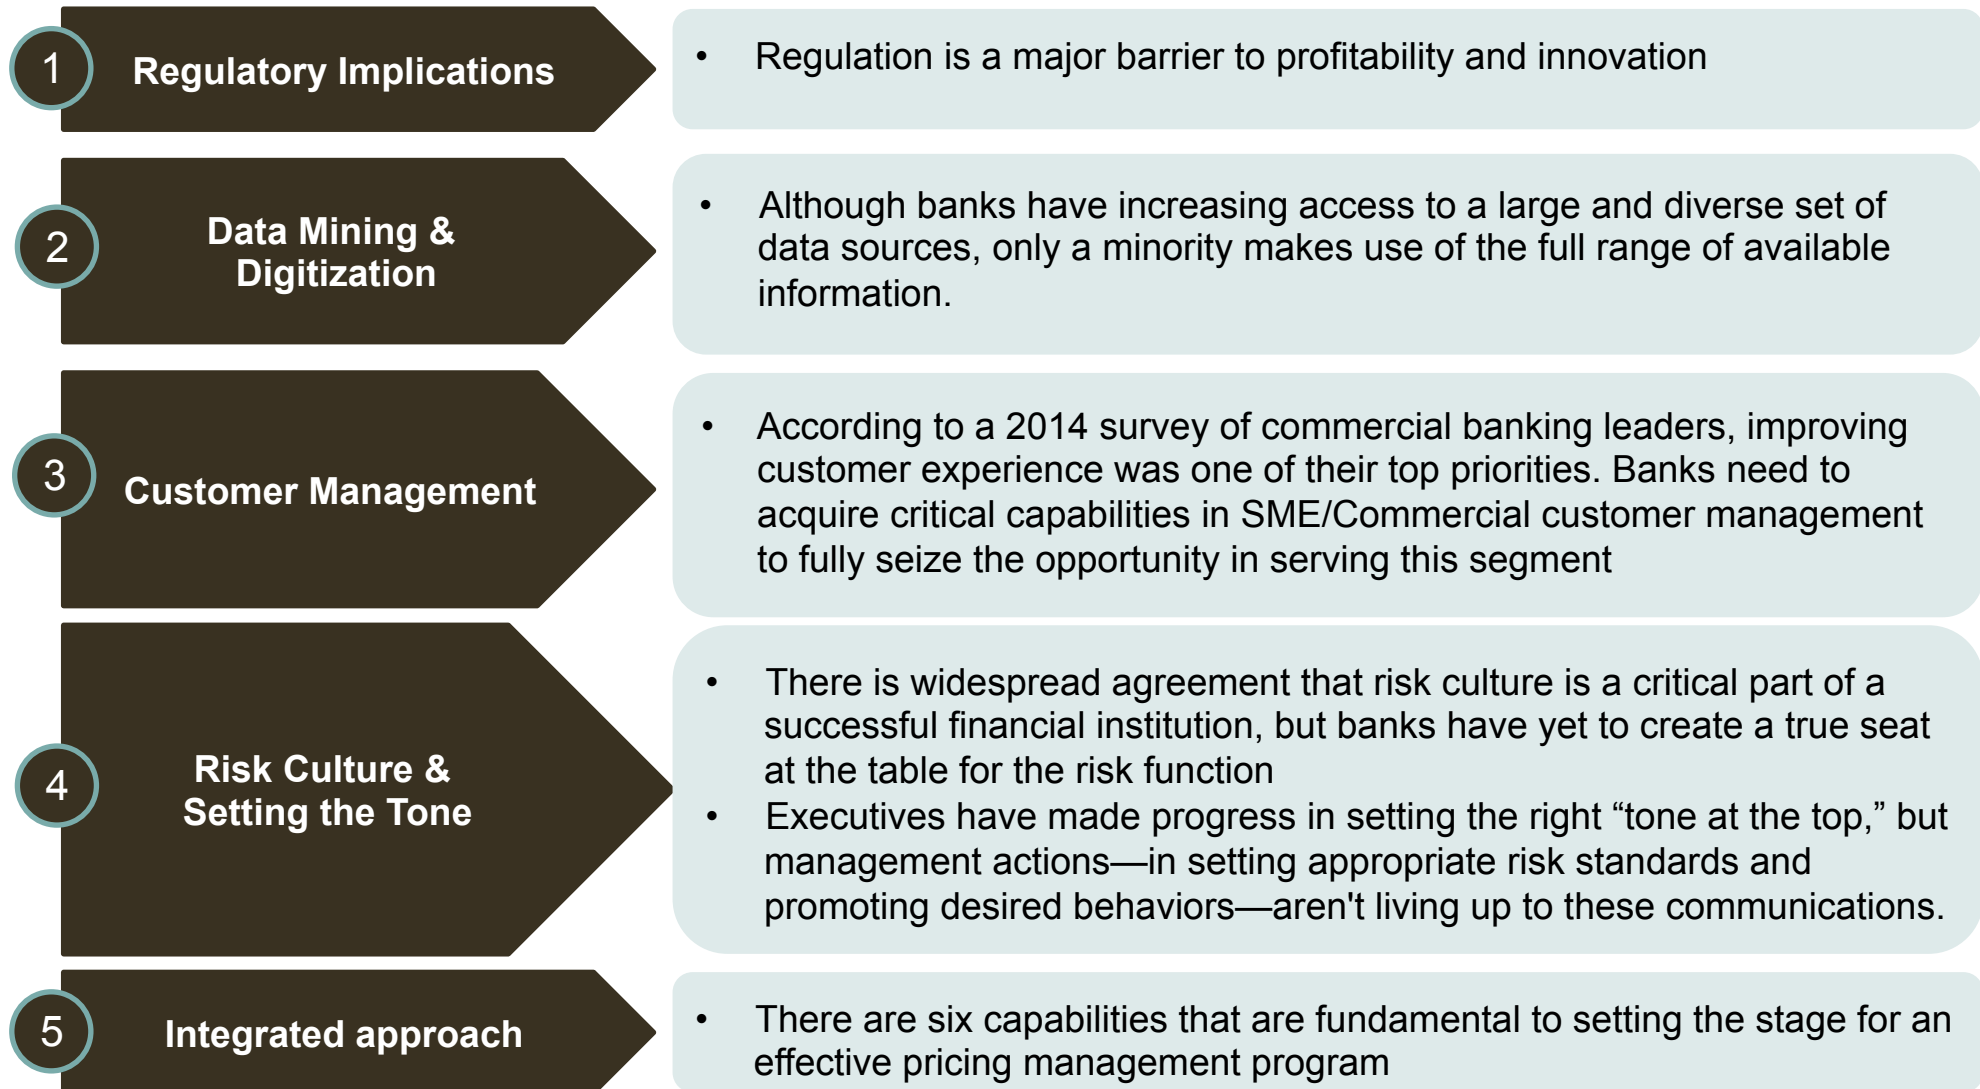 1
Regulatory Implications
• Regulation is a major barrier to profitability and innovation
2
Data Mining &
Digitization
• Although banks have increasing access to a large and diverse set of
data sources, only a minority makes use of the full range of available
information.
3
Customer Management
• According to a 2014 survey of commercial banking leaders, improving
customer experience was one of their top priorities. Banks need to
acquire critical capabilities in SME/Commercial customer management
to fully seize the opportunity in serving this segment
4
Risk Culture &
Setting the Tone
• There is widespread agreement that risk culture is a critical part of a
successful financial institution, but banks have yet to create a true seat
at the table for the risk function
• Executives have made progress in setting the right “tone at the top,” but
management actions—in setting appropriate risk standards and
promoting desired behaviors—aren't living up to these communications.
5
Integrated approach
• There are six capabilities that are fundamental to setting the stage for an
effective pricing management program